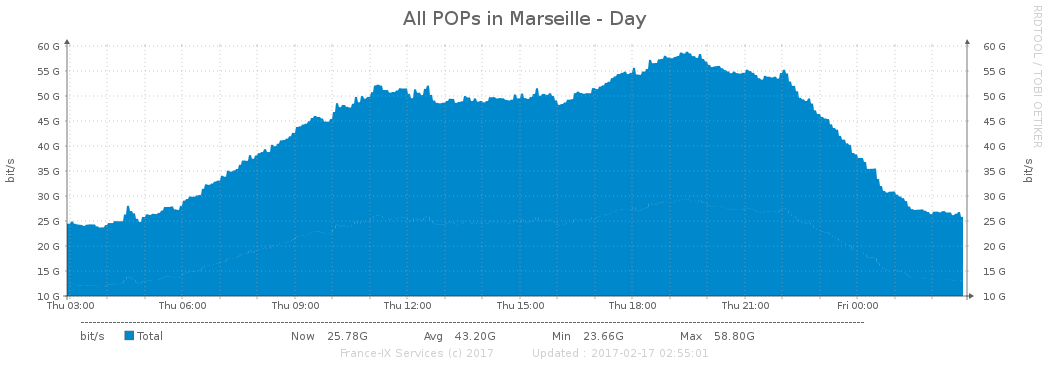 All POPs in Marseille - Day
RRDTOOL / TOBI OETIKER
60 G 60 G
55 G 55 G
50 G 50 G
45 G 45 G
40 G 40 G
35 G 35 G
30 G 30 G
25 G 25 G
20 G 20 G
15 G 15 G
10 G 10 G
bit/s
bit/s
Thu 03:00 Thu 06:00 Thu 09:00 Thu 12:00 Thu 15:00 Thu 18:00 Thu 21:00 Fri 00:00
bit/s Total Now 25.78G Avg 43.20G Min 23.66G Max 58.80G
France-IX Services (c) 2017 Updated : 2017-02-17 02:55:01